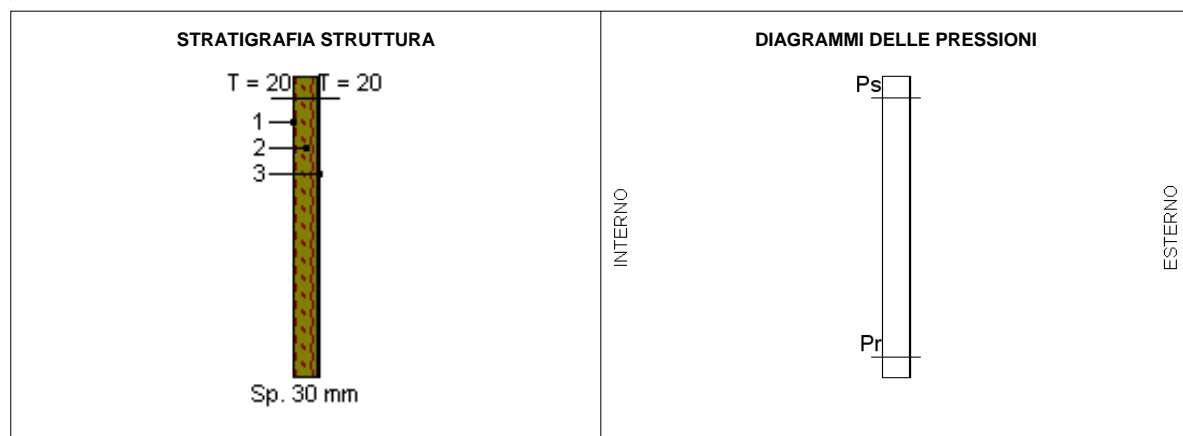 STRATIGRAFIA STRUTTURA
T = 20 T = 20
1
2
3
Sp. 30 mm
DIAGRAMMI DELLE PRESSIONI
INTERNO
Ps
Pr
ESTERNO